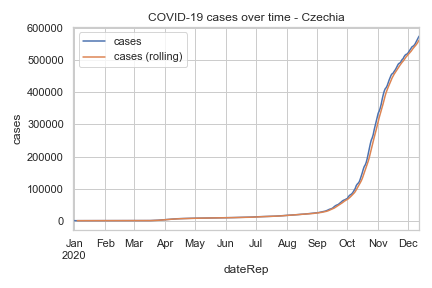 COVID-19 cases over time - Czechia
cases
cases (rolling)
600000
500000
400000
300000
200000
100000
0
cases
Jan Feb Mar Apr May Jun Jul Aug Sep Oct Nov Dec
2020
dateRep